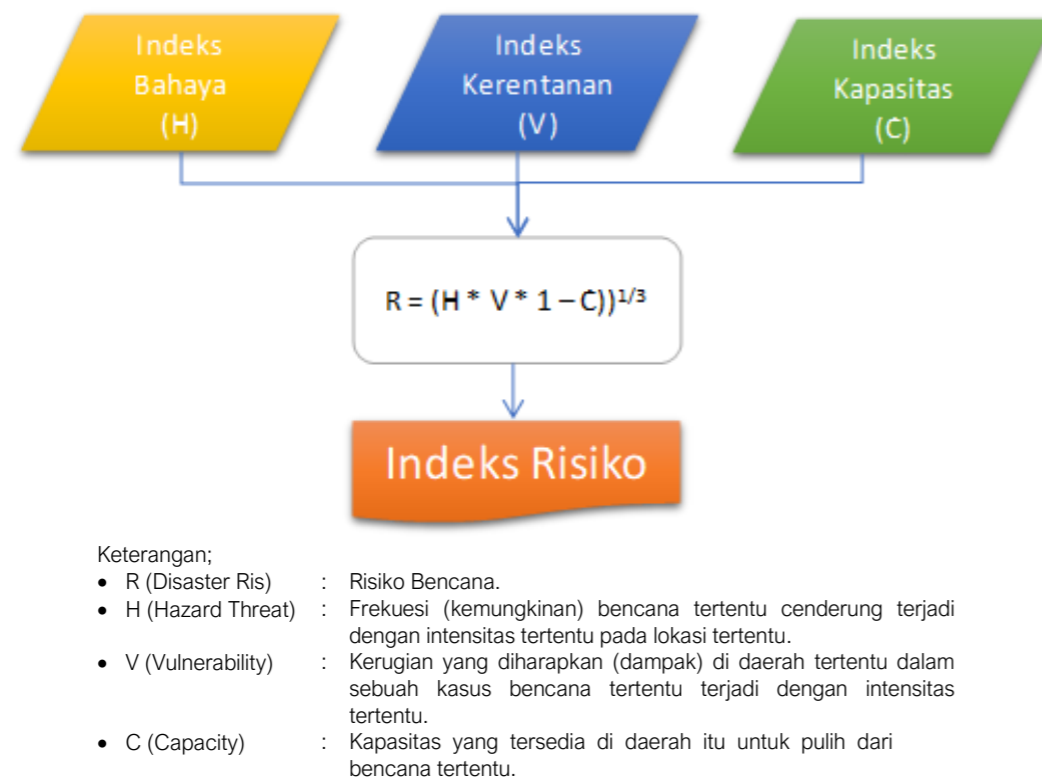 Indeks
Bahaya
(H)
Indeks
Kerentanan
(V)
Indeks
Kapasitas
(C)
R = (H * V * 1 – C))^1/3
Indeks Risiko
Keterangan;
• R (Disaster Ris) : Risiko Bencana.
• H (Hazard Threat) : Frekuesi (kemungkinan) bencana tertentu cenderung terjadi
dengan intensitas tertentu pada lokasi tertentu.
• V (Vulnerability) : Kerugian yang diharapkan (dampak) di daerah tertentu dalam
sebuah kasus bencana tertentu terjadi dengan intensitas
tertentu.
• C (Capacity) : Kapasitas yang tersedia di daerah itu untuk pulih dari
bencana tertentu.